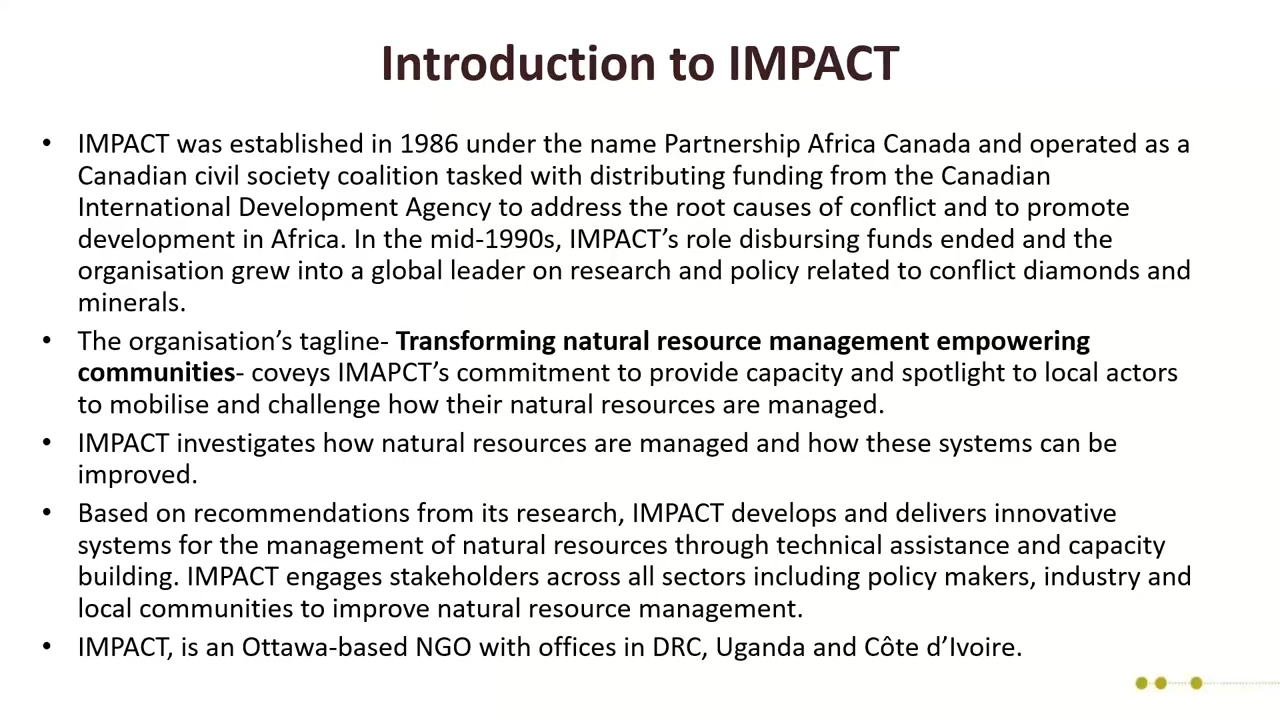 Introduction to IMPACT
• IMPACT was established in 1986 under the name Partnership Africa Canada and operated as a
Canadian civil society coalition tasked with distributing funding from the Canadian
International Development Agency to address the root causes of conflict and to promote
development in Africa. In the mid-1990s, IMPACT’s role disbursing funds ended and the
organisation grew into a global leader on research and policy related to conflict diamonds and
minerals.
• The organisation’s tagline- Transforming natural resource management empowering
communities- coveys IMAPCT’s commitment to provide capacity and spotlight to local actors
to mobilise and challenge how their natural resources are managed.
• IMPACT investigates how natural resources are managed and how these systems can be
improved.
• Based on recommendations from its research, IMPACT develops and delivers innovative
systems for the management of natural resources through technical assistance and capacity
building. IMPACT engages stakeholders across all sectors including policy makers, industry and
local communities to improve natural resource management.
• IMPACT, is an Ottawa-based NGO with offices in DRC, Uganda and Côte d’Ivoire.